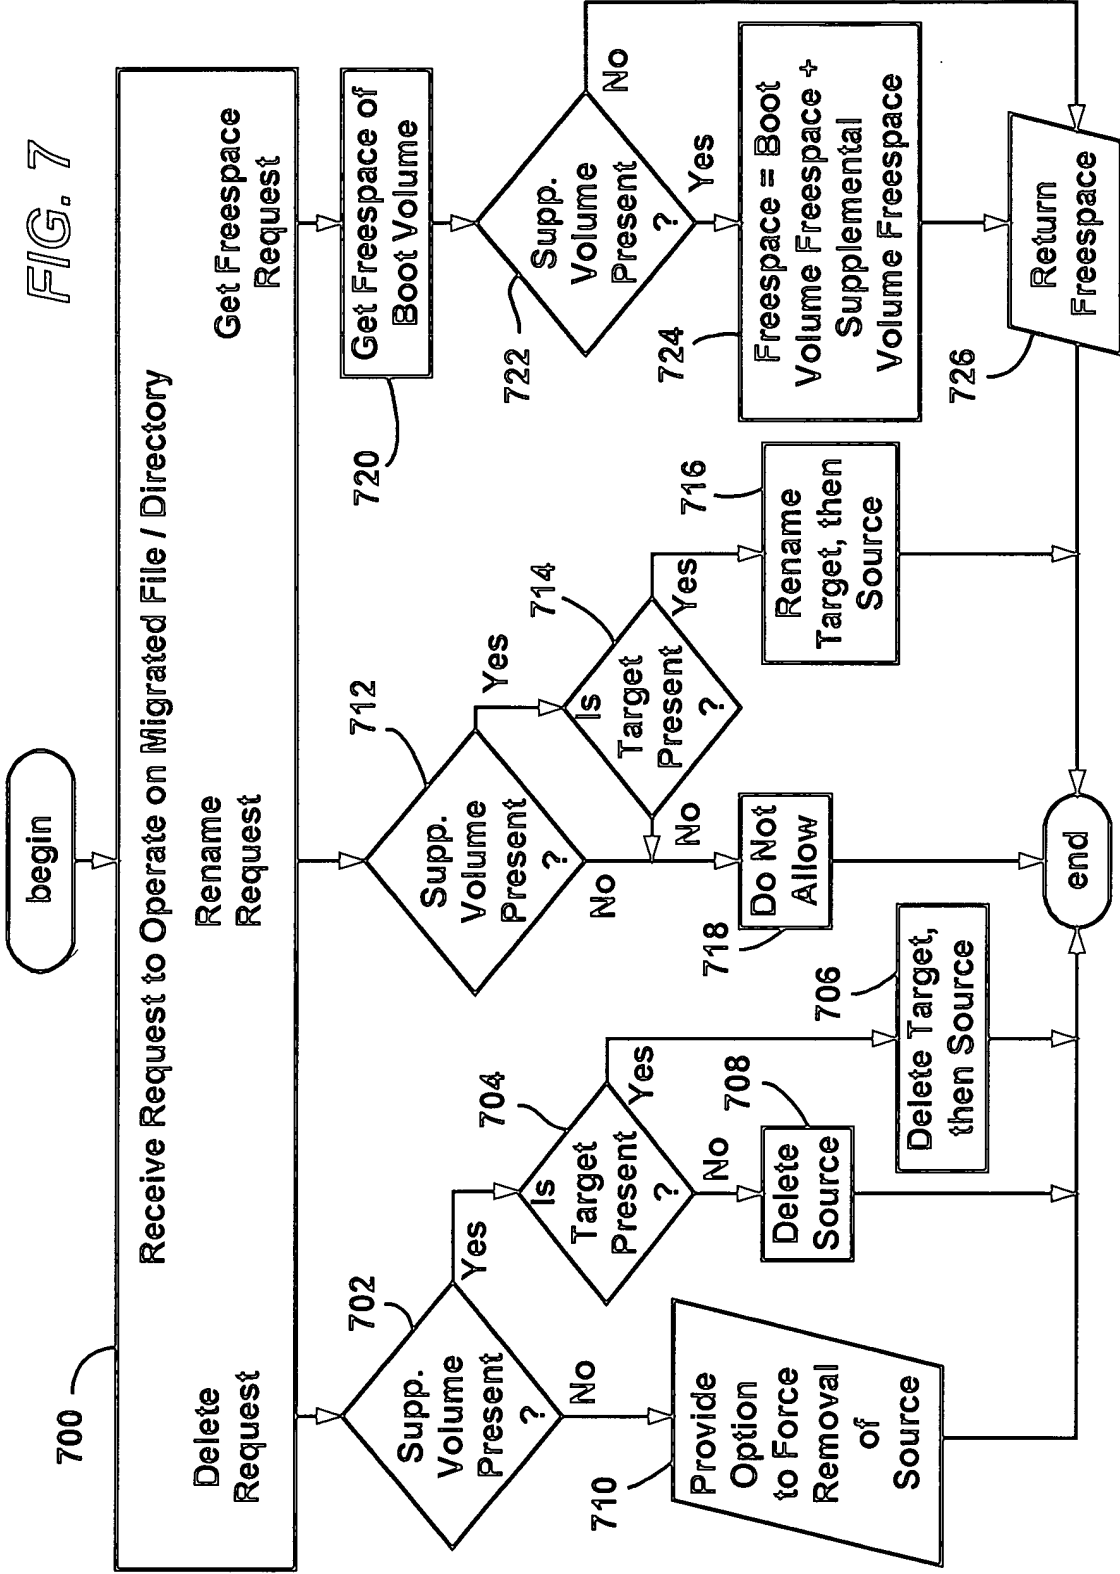 FIG. 7
begin
700
Receive Request to Operate on Migrated File / Directory
Delete
Request
Rename
Request
Get Freespace
Request
702
Supp.
Volume
Present
?
Yes
No
704
Is
Target
Present
?
Yes
No
710
Provide
Option
to Force
Removal
of
Source
708
Delete
Source
706
Delete Target,
then Source
712
Supp.
Volume
Present
?
Yes
No
714
Is
Target
Present
?
Yes
No
718
Do Not
Allow
716
Rename
Target, then
Source
720
Get Freespace of
Boot Volume
722
Supp.
Volume
Present
?
No
Yes
724
Freespace = Boot
Volume Freespace +
Supplemental
Volume Freespace
726
Return
Freespace
end